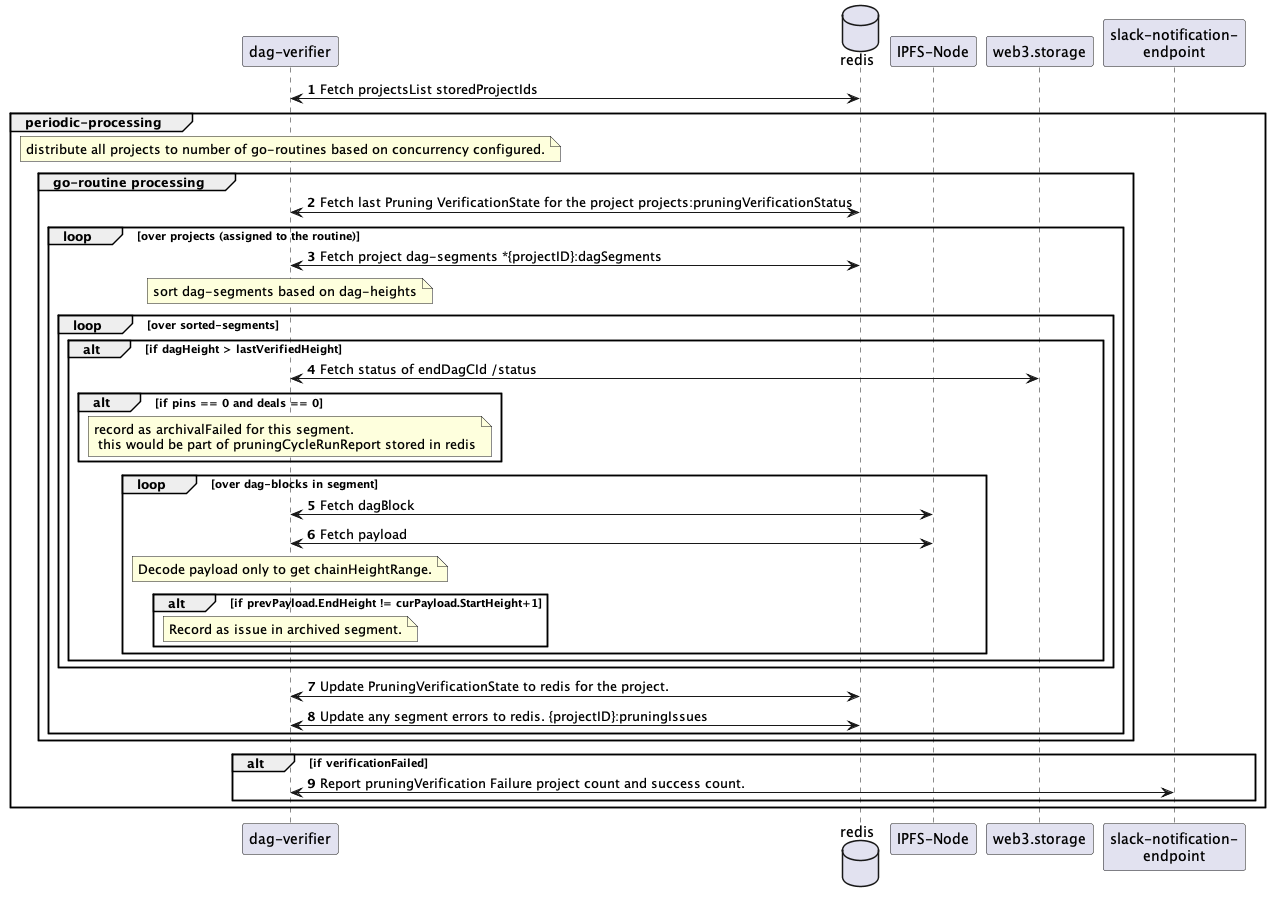 slack-notification-
dag-verifier
IPFS-Node
web3.storage
endpoint
redis
1 Fetch projectsList storedProjectIds
periodic-processing
distribute all projects to number of go-routines based on concurrency configured.
go-routine processing
2 Fetch last Pruning VerificationState for the project projects:pruningVerificationStatus
loop [over projects (assigned to the routine)]
3 Fetch project dag-segments *{projectID}:dagSegments
sort dag-segments based on dag-heights
loop [over sorted-segments]
alt [if dagHeight > lastVerifiedHeight]
4 Fetch status of endDagCId /status
alt [if pins == 0 and deals == 0]
record as archivalFailed for this segment.
this would be part of pruningCycleRunReport stored in redis
loop [over dag-blocks in segment]
5 Fetch dagBlock
6 Fetch payload
Decode payload only to get chainHeightRange.
alt [if prevPayload.EndHeight != curPayload.StartHeight+1]
Record as issue in archived segment.
7 Update PruningVerificationState to redis for the project.
8 Update any segment errors to redis. {projectID}:pruningIssues
alt [if verificationFailed]
9 Report pruningVerification Failure project count and success count.
redis
dag-verifier
IPFS-Node
web3.storage
slack-notification-
endpoint